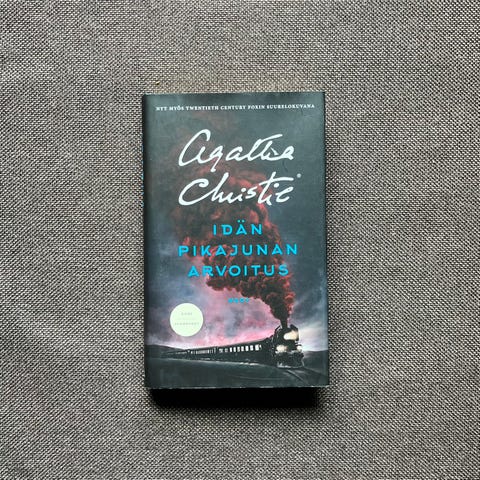 NYT MYÖS TWENTIETH CENTURY FOXIN SUURELOKUVANA
Agatha
Christie®
IDÄN
PIKAJUNAN
ARVOITUS